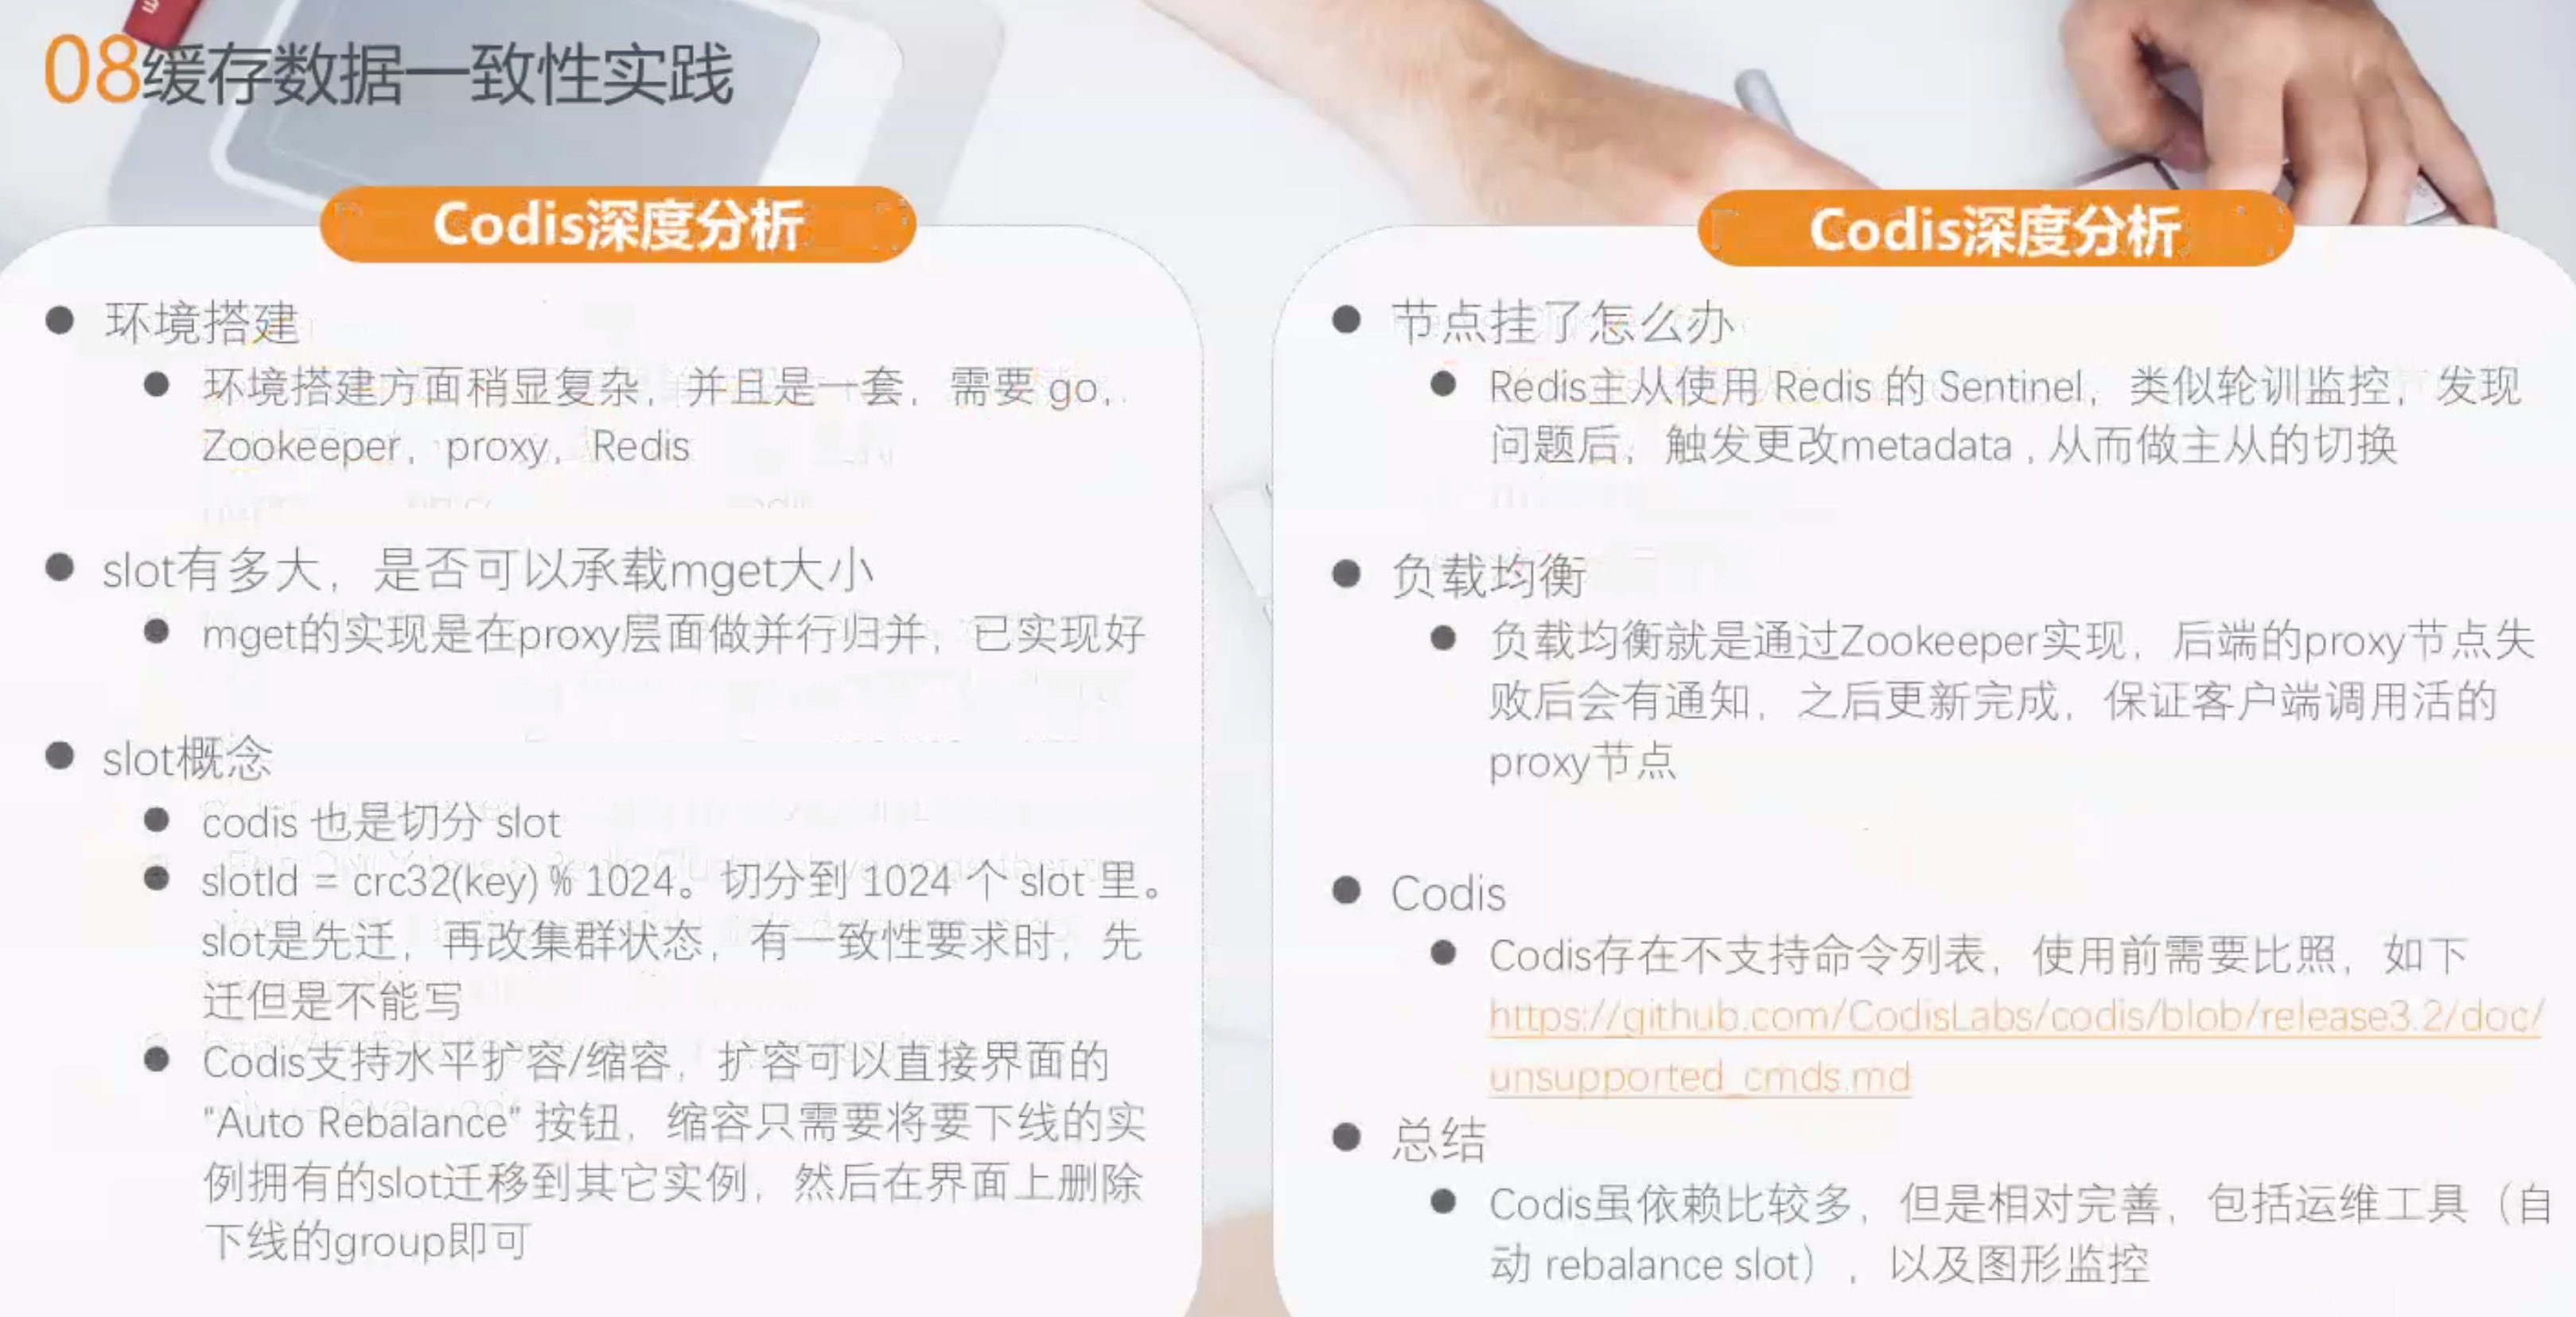 08缓存数据一致性实践
Codis深度分析
环境搭建
环境搭建方面稍显复杂，并且是一套，需要 go，
Zookeeper，proxy，Redis
slot有多大，是否可以承载mget大小
mget的实现是在proxy层面做并行归并，已实现好
slot概念
codis 也是切分 slot
slotId = crc32(key) % 1024。切分到 1024 个 slot 里。
slot是先迁，再改集群状态，有一致性要求时，先
迁但是不能写
Codis支持水平扩容/缩容，扩容可以直接界面的
"Auto Rebalance" 按钮，缩容只需要将要下线的实
例拥有的slot迁移到其它实例，然后在界面上删除
下线的group即可
Codis深度分析
节点挂了怎么办
Redis主从使用 Redis 的 Sentinel，类似轮训监控，发现
问题后，触发更改metadata , 从而做主从的切换
负载均衡
负载均衡就是通过Zookeeper实现，后端的proxy节点失
败后会有通知，之后更新完成，保证客户端调用活的
proxy节点
Codis
Codis存在不支持命令列表，使用前需要比照，如下
https://github.com/CodisLabs/codis/blob/release3.2/doc/
unsupported_cmds.md
总结
Codis虽依赖比较多，但是相对完善，包括运维工具（自
动 rebalance slot），以及图形监控